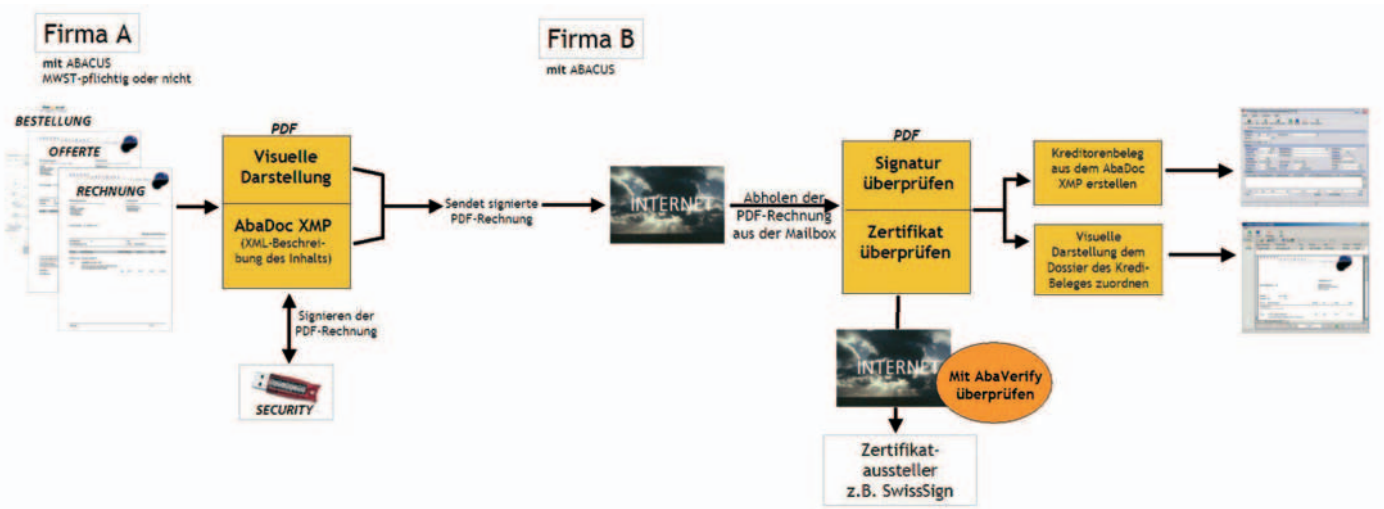 Firma A
mit ABACUS
MWST-pflichtig oder nicht
Firma B
mit ABACUS
BESTELLUNG
OFFERTE
RECHNUNG
PDF
Visuelle
Darstellung
AbaDoc XMP
(XML-Beschrei-
bung des Inhalts)
Signieren der
PDF-Rechnung
SECURITY
Sendet signierte
PDF-Rechnung
INTERNET
Abholen der
PDF-Rechnung
aus der Mailbox
PDF
Signatur
überprüfen
Zertifikat
überprüfen
Kreditorenbeleg
aus dem AbaDoc
XMP erstellen
Visuelle
Darstellung dem
Dossier des Kredi-
Beleges zuordnen
INTERNET
Mit AbaVerify
überprüfen
Zertifikat-
aussteller
z.B. SwissSign